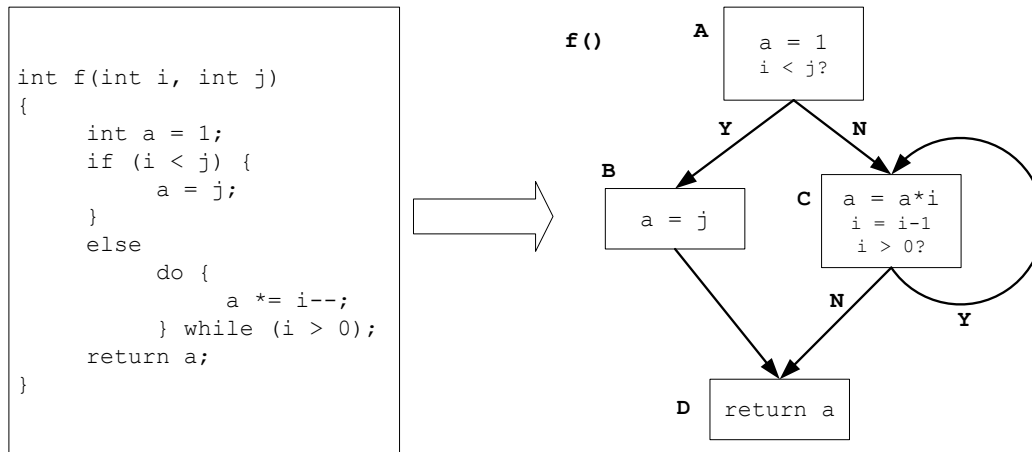 int f(int i, int j)
{
int a = 1;
if (i < j) {
a = j;
}
else
do {
a *= i--;
} while (i > 0);
return a;
}
f()
A
a = 1
i < j?
Y
N
B
a = j
C
a = a*i
i = i-1
i > 0?
N
Y
D
return a